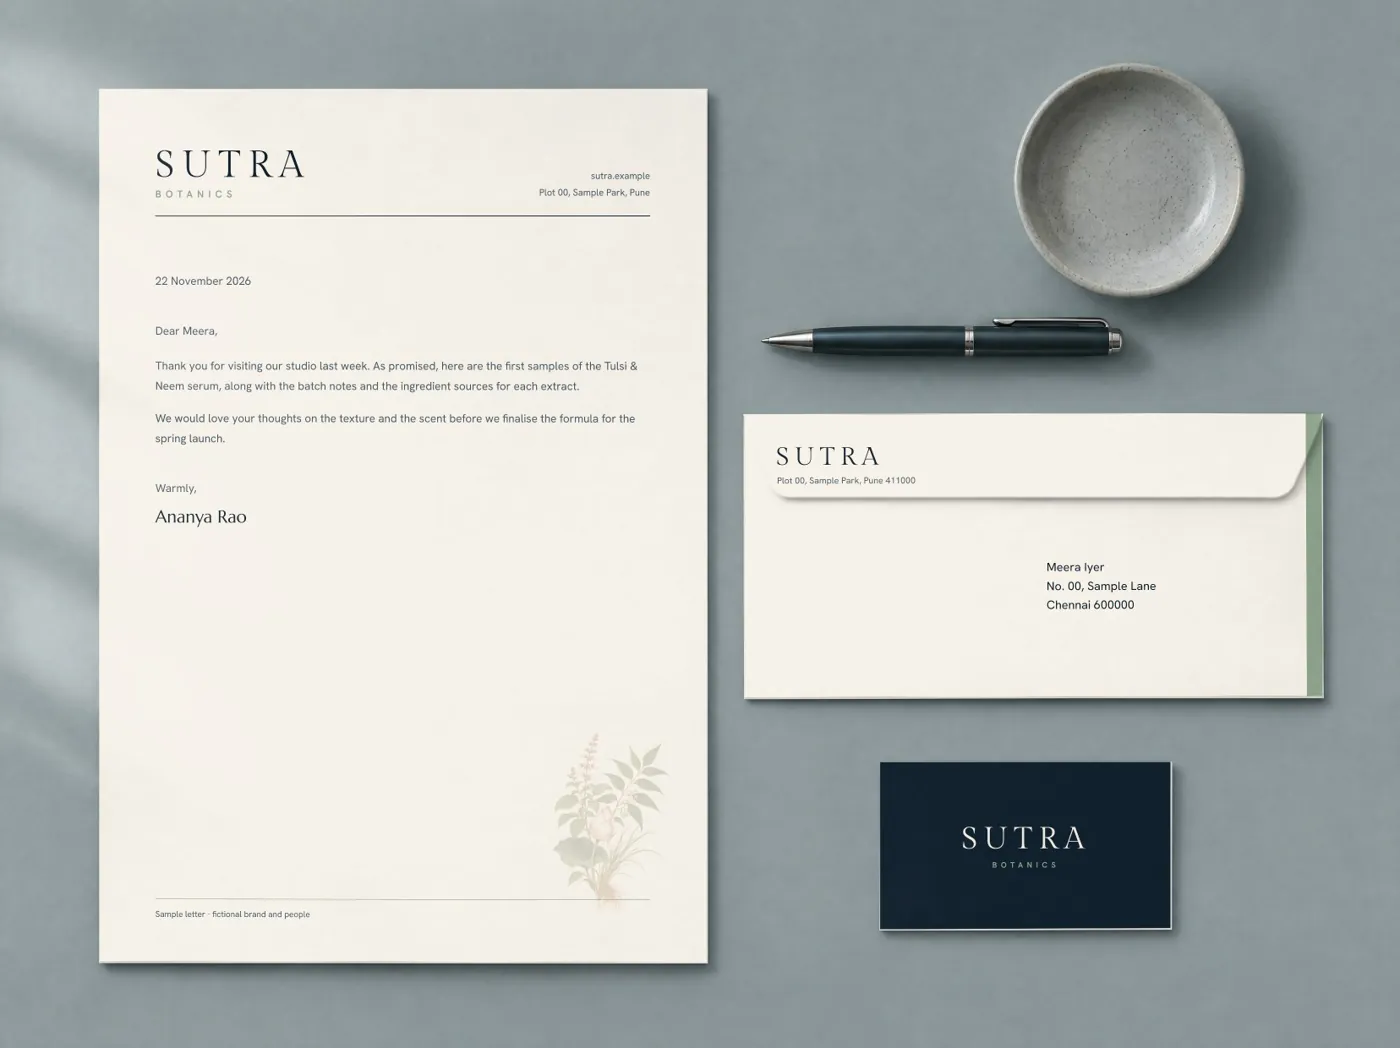 SUTRA
BOTANICS
sutra.example
Plot 00, Sample Park, Pune
22 November 2026
Dear Meera,
Thank you for visiting our studio last week. As promised, here are the first samples of the Tulsi &
Neem serum, along with the batch notes and the ingredient sources for each extract.
We would love your thoughts on the texture and the scent before we finalise the formula for the
spring launch.
Warmly,
Ananya Rao
Sample letter · fictional brand and people
SUTRA
Plot 00, Sample Park, Pune 411000
Meera Iyer
No. 00, Sample Lane
Chennai 600000
SUTRA
BOTANICS